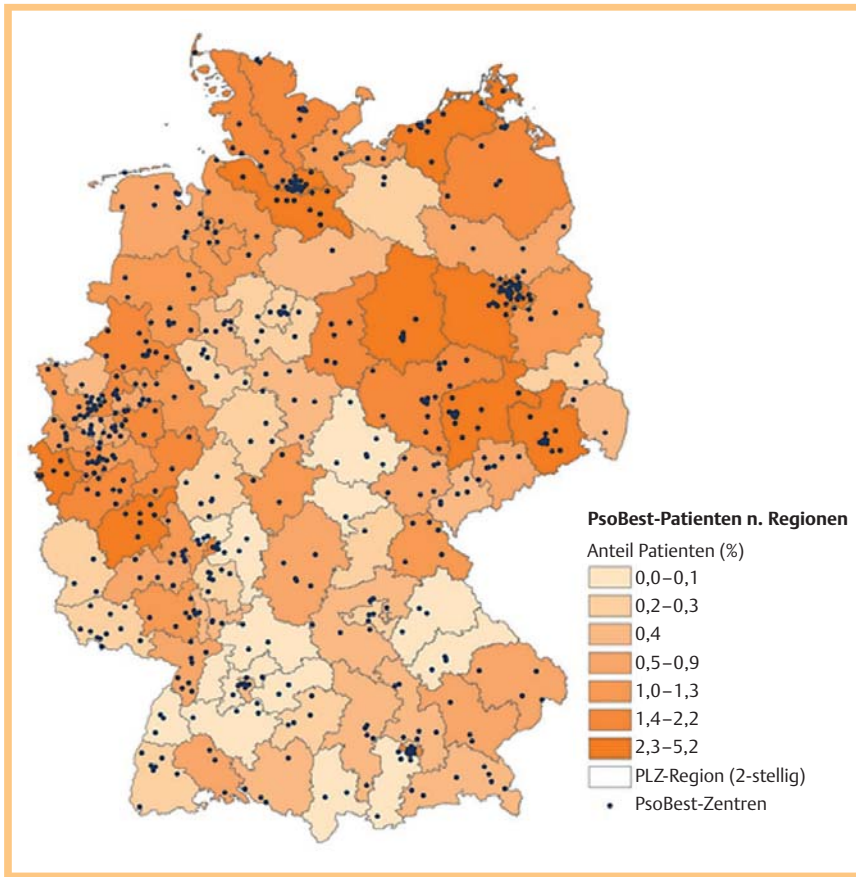 PsoBest-Patienten n. Regionen
Anteil Patienten (%)
0,0–0,1
0,2–0,3
0,4
0,5–0,9
1,0–1,3
1,4–2,2
2,3–5,2
PLZ-Region (2-stellig)
PsoBest-Zentren